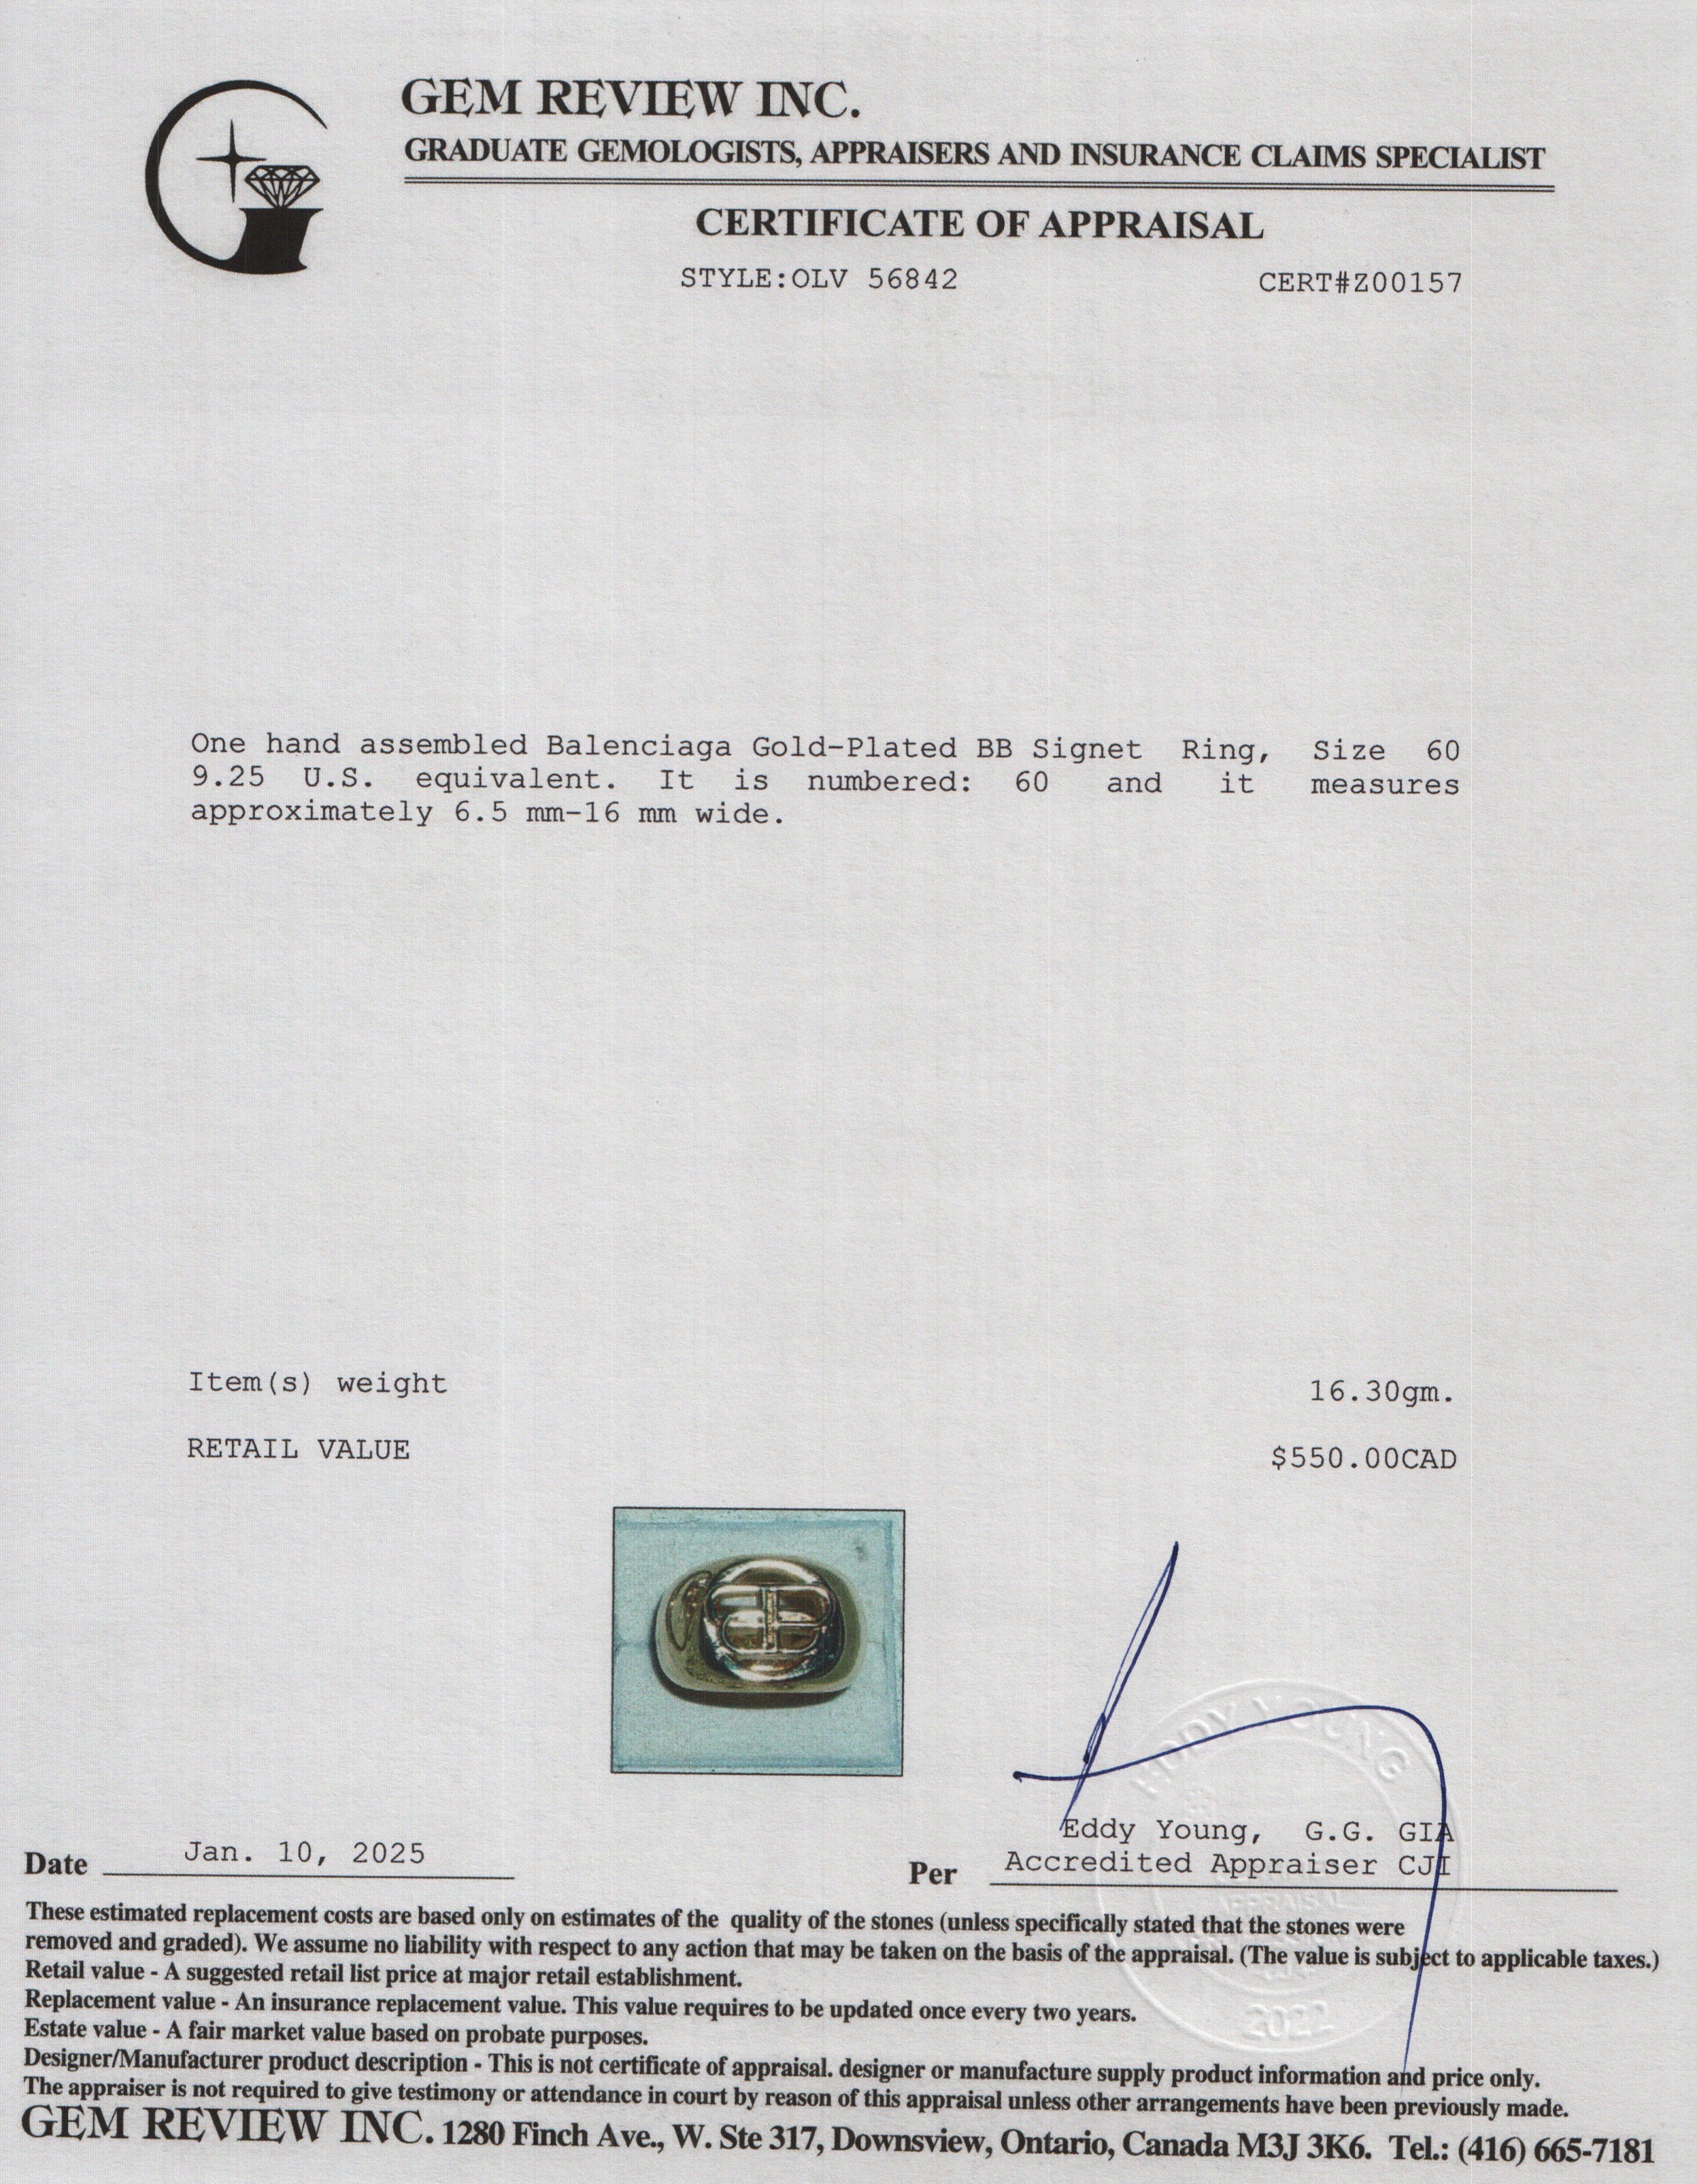 GEM REVIEW INC.
GRADUATE GEMOLOGISTS, APPRAISERS AND INSURANCE CLAIMS SPECIALIST
CERTIFICATE OF APPRAISAL
STYLE:OLV 56842 CERT#Z00157
One hand assembled Balenciaga Gold-Plated BB Signet Ring, Size 60
9.25 U.S. equivalent. It is numbered: 60 and it measures
approximately 6.5 mm-16 mm wide.
Item(s) weight 16.30gm.
RETAIL VALUE $550.00CAD
EDDY YOUNG
Eddy Young, G.G. GIA
Date Jan. 10, 2025 Per Accredited Appraiser CJI
APPRAISAL
These estimated replacement costs are based only on estimates of the quality of the stones (unless specifically stated that the stones were
removed and graded). We assume no liability with respect to any action that may be taken on the basis of the appraisal. (The value is subject to applicable taxes.)
Retail value - A suggested retail list price at major retail establishment.
Replacement value - An insurance replacement value. This value requires to be updated once every two years.
2022
Estate value - A fair market value based on probate purposes.
Designer/Manufacturer product description - This is not certificate of appraisal. designer or manufacture supply product information and price only.
The appraiser is not required to give testimony or attendance in court by reason of this appraisal unless other arrangements have been previously made.
GEM REVIEW INC. 1280 Finch Ave., W. Ste 317, Downsview, Ontario, Canada M3J 3K6. Tel.: (416) 665-7181